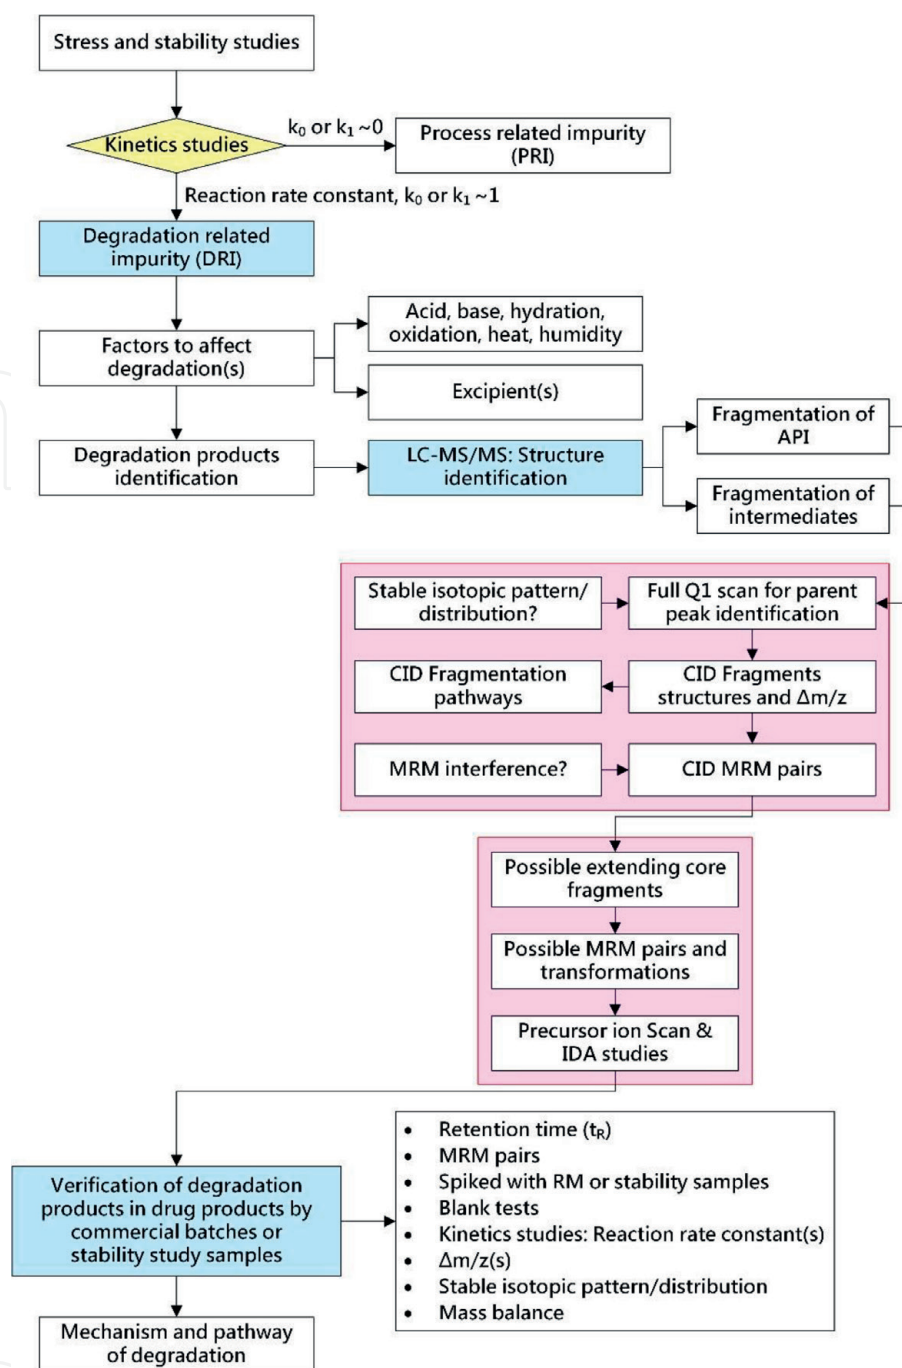 Stress and stability studies
Kinetics studies
k₀ or k₁ ~0
Process related impurity
(PRI)
Reaction rate constant, k₀ or k₁ ~1
Degradation related
impurity (DRI)
Factors to affect
degradation(s)
Acid, base, hydration,
oxidation, heat, humidity
Excipient(s)
Degradation products
identification
LC-MS/MS: Structure
identification
Fragmentation of
API
Fragmentation of
intermediates
Stable isotopic pattern/
distribution?
Full Q1 scan for parent
peak identification
CID Fragmentation
pathways
CID Fragments
structures and Δm/z
MRM interference?
CID MRM pairs
Possible extending core
fragments
Possible MRM pairs and
transformations
Precursor ion Scan &
IDA studies
Verification of degradation
products in drug products by
commercial batches or
stability study samples
• Retention time (tR)
• MRM pairs
• Spiked with RM or stability samples
• Blank tests
• Kinetics studies: Reaction rate constant(s)
• Δm/z(s)
• Stable isotopic pattern/distribution
• Mass balance
Mechanism and pathway
of degradation